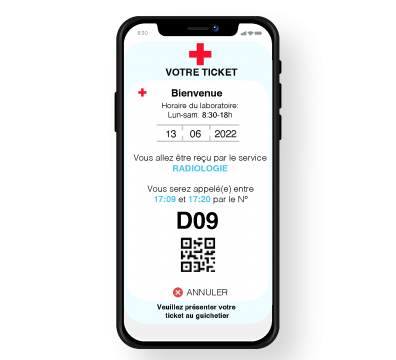 8:30
VOTRE TICKET
Bienvenue
Horaire du laboratoire:
Lun-sam. 8:30-18h
13 06 2022
Vous allez être reçu par le service
RADIOLOGIE
Vous serez appelé(e) entre
17:09 et 17:20 par le N°
D09
ANNULER
Veuillez présenter votre
ticket au guichetier